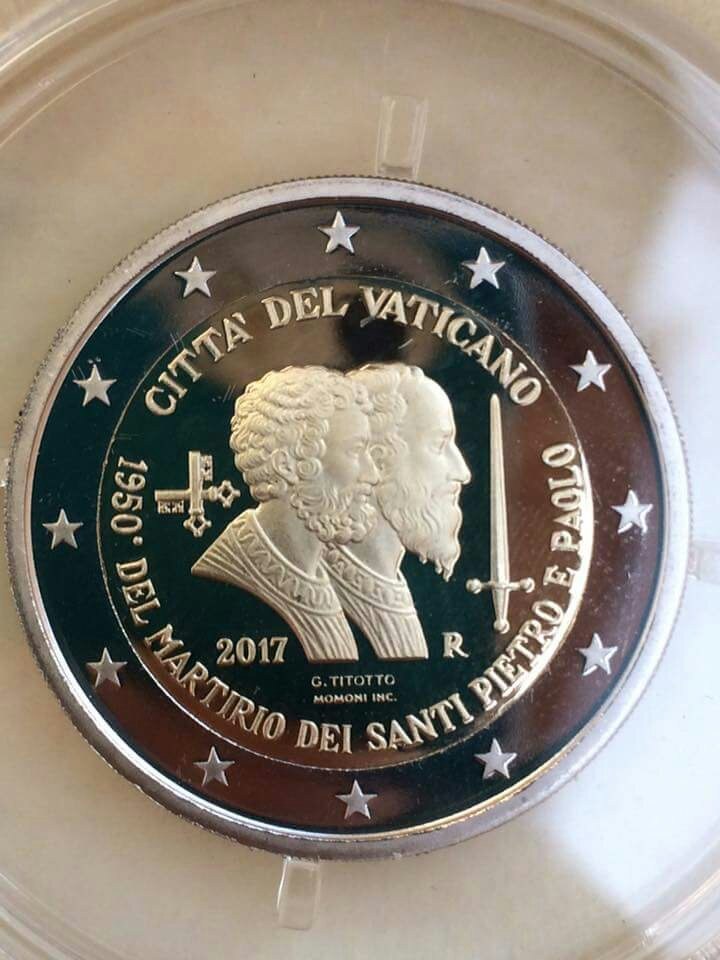 CITTA' DEL VATICANO
1950° DEL MARTIRIO DEI SANTI PIETRO E PAOLO
2017
R
G. TITOTTO
MOMONI INC.